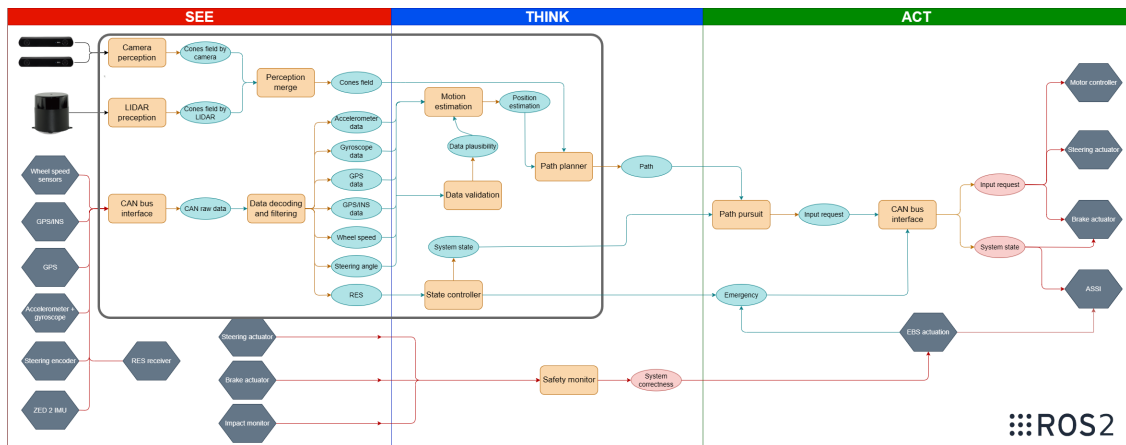 SEE
THINK
ACT
Camera
perception
Cones field by
camera
Perception
merge
Cones field
LIDAR
preception
Cones field by
LIDAR
Motion
estimation
Position
estimation
Motor controller
Accelerometer
data
Gyroscope
data
Data plausibility
Steering actuator
Path planner
Path
Wheel speed
sensors
GPS
data
Data validation
Input request
CAN bus
interface
CAN raw data
Data decoding
and filtering
GPS/INS
data
Path pursuit
Input request
CAN bus
interface
Brake actuator
GPS/INS
Wheel speed
System state
System state
GPS
Steering angle
RES
State controller
Emergency
ASSI
Accelerometer +
gyroscope
Steering actuator
EBS actuation
Steering encoder
RES receiver
Brake actuator
Safety monitor
System
correctness
ZED 2 IMU
Impact monitor
ROS2